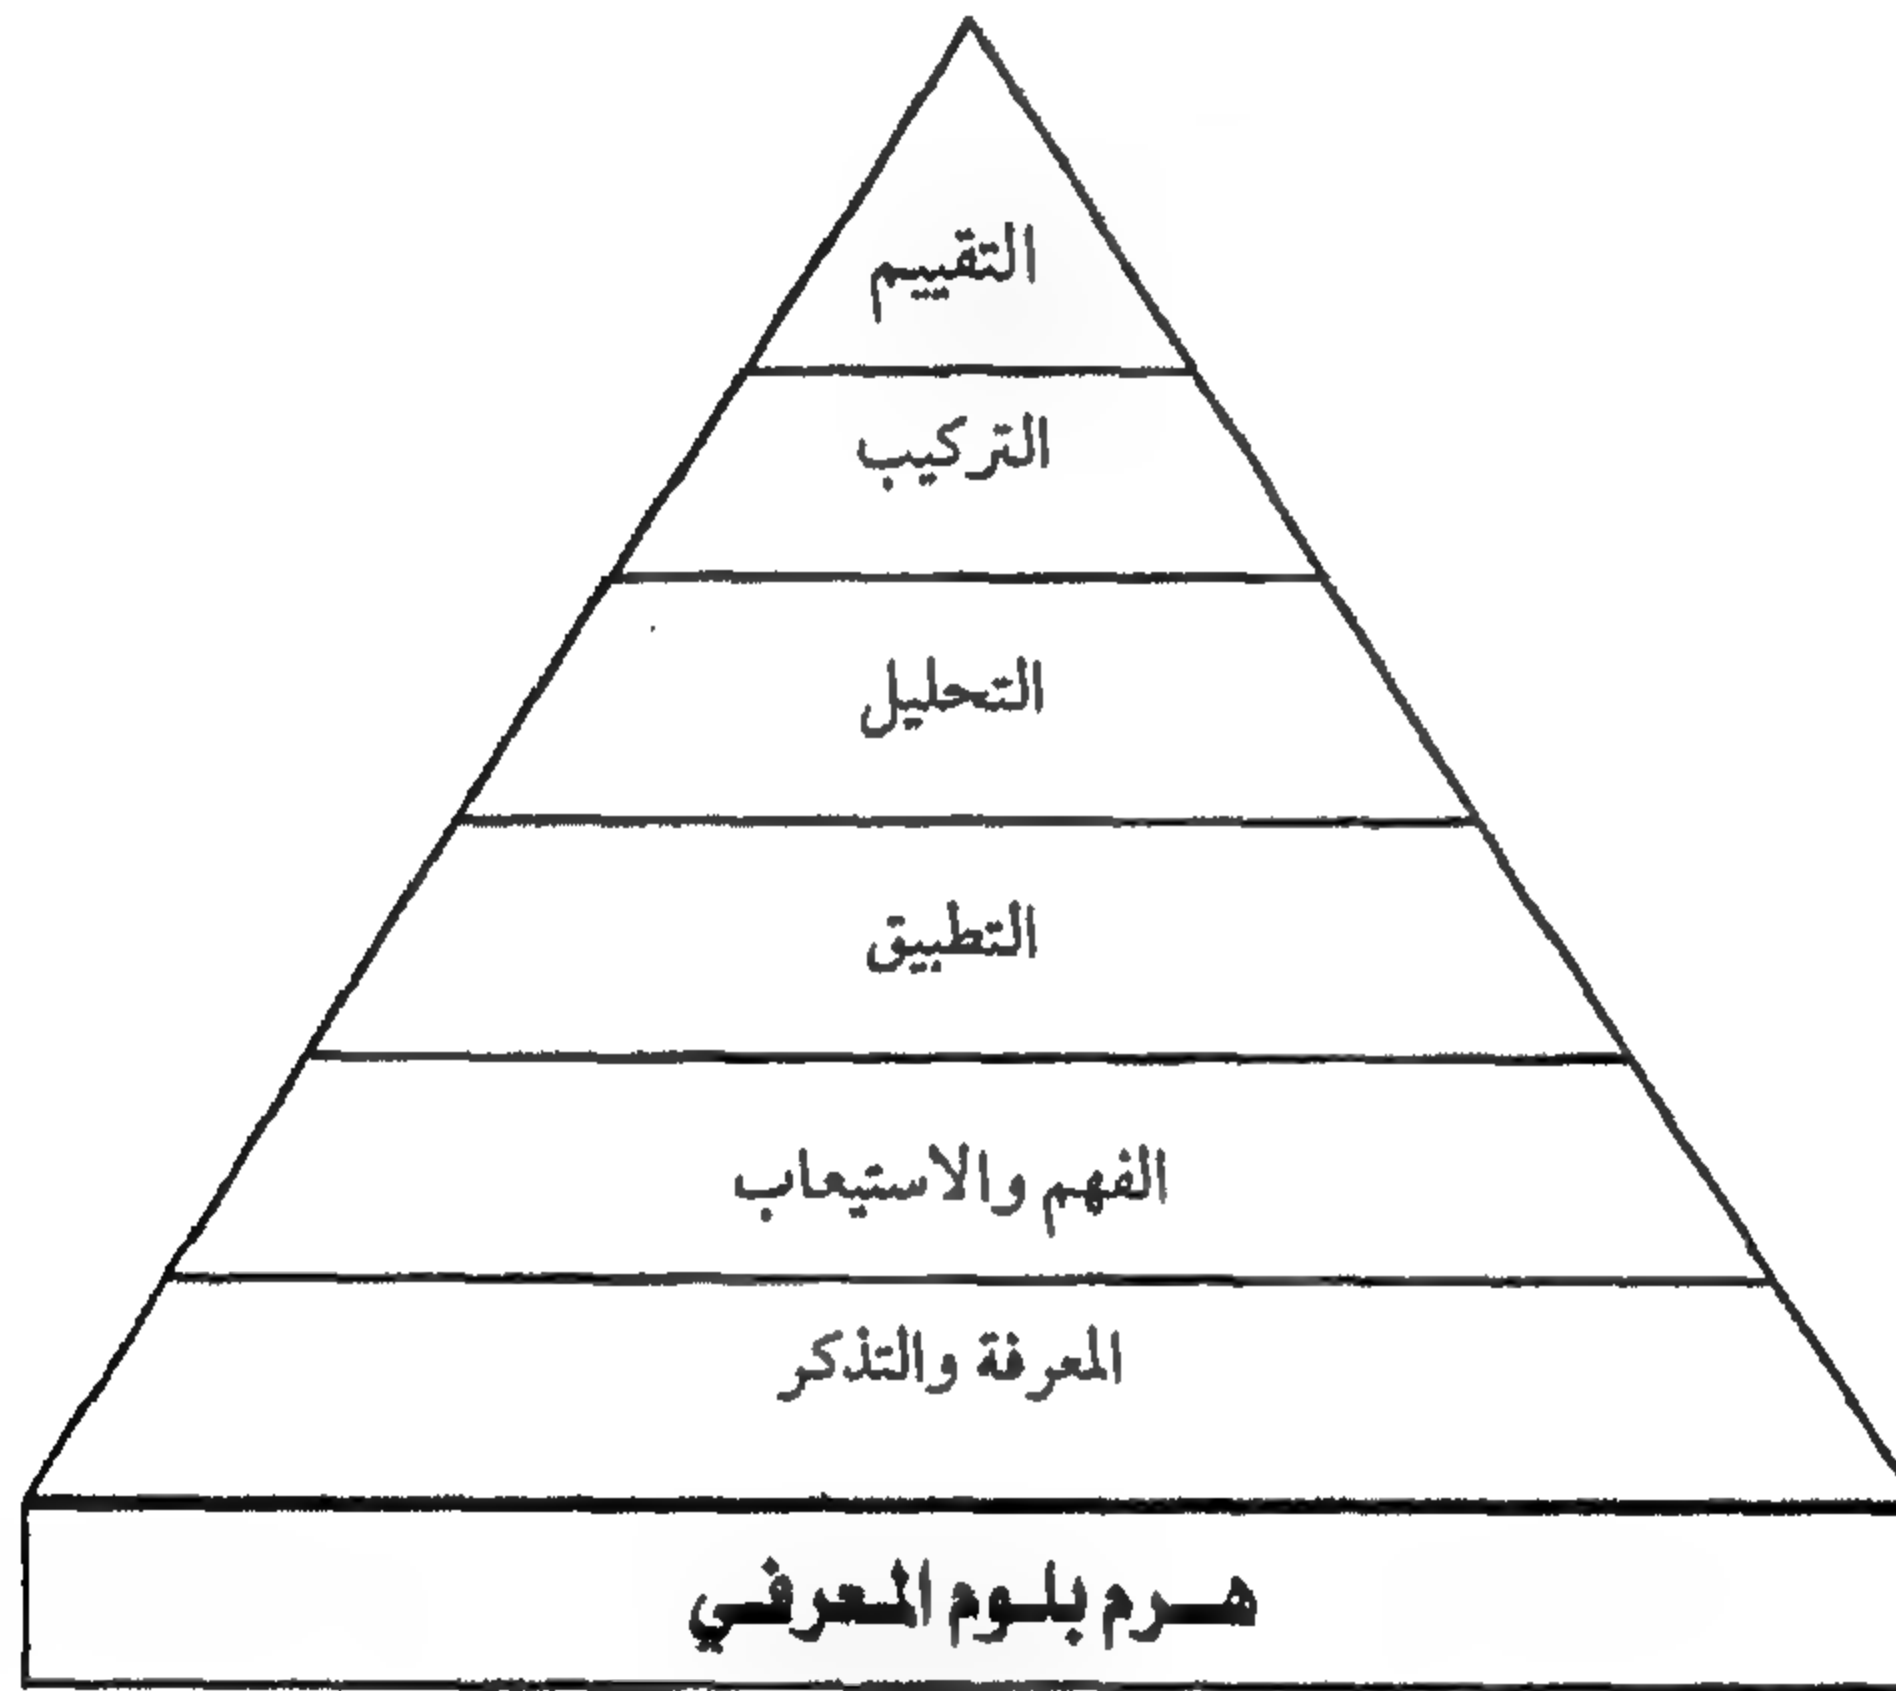 التقييم
التركيب
التحليل
التطبيق
الفهم والاستيعاب
المعرفة والتذكر
هرم بلوم المعرفي